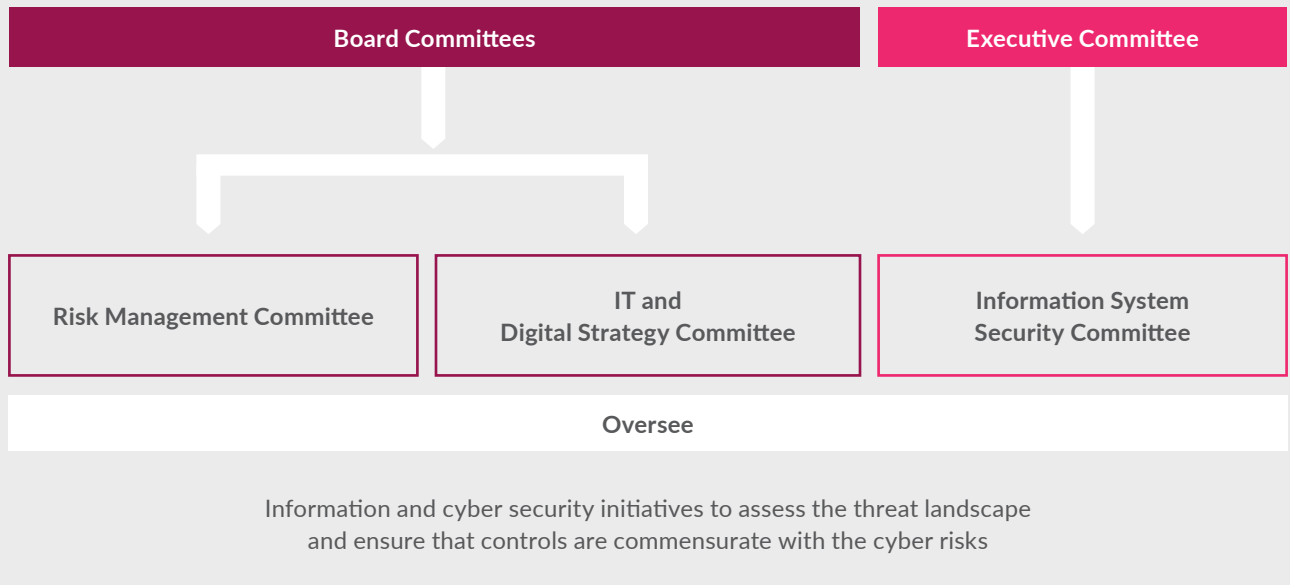 Board Committees
Executive Committee
Risk Management Committee
IT and
Digital Strategy Committee
Information System
Security Committee
Oversee
Information and cyber security initiatives to assess the threat landscape
and ensure that controls are commensurate with the cyber risks